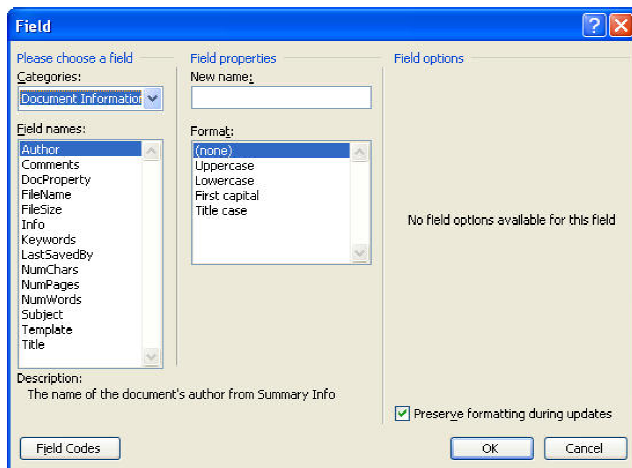 Field
Please choose a field
Categories:
Document Information
Field names:
Author
Comments
DocProperty
FileName
FileSize
Info
Keywords
LastSavedBy
NumChars
NumPages
NumWords
Subject
Template
Title
Field properties
New name:
Format:
(none)
Uppercase
Lowercase
First capital
Title case
Field options
No field options available for this field
Description:
The name of the document's author from Summary Info
Preserve formatting during updates
Field Codes
OK
Cancel